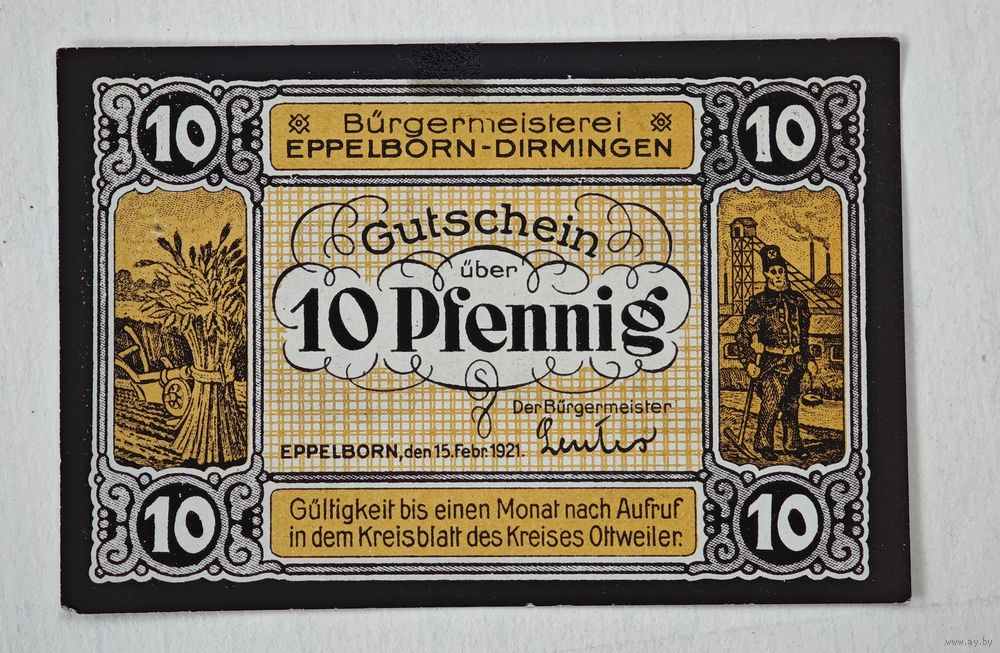 10 10
Bürgermeisterei
EPPELBORN-DIRMINGEN
Gutschein
über
10 Pfennig
Der Bürgermeister
EPPELBORN, den 15. Febr. 1921.
10 10
Gültigkeit bis einen Monat nach Aufruf
in dem Kreisblatt des Kreises Ottweiler.
www.ay.by